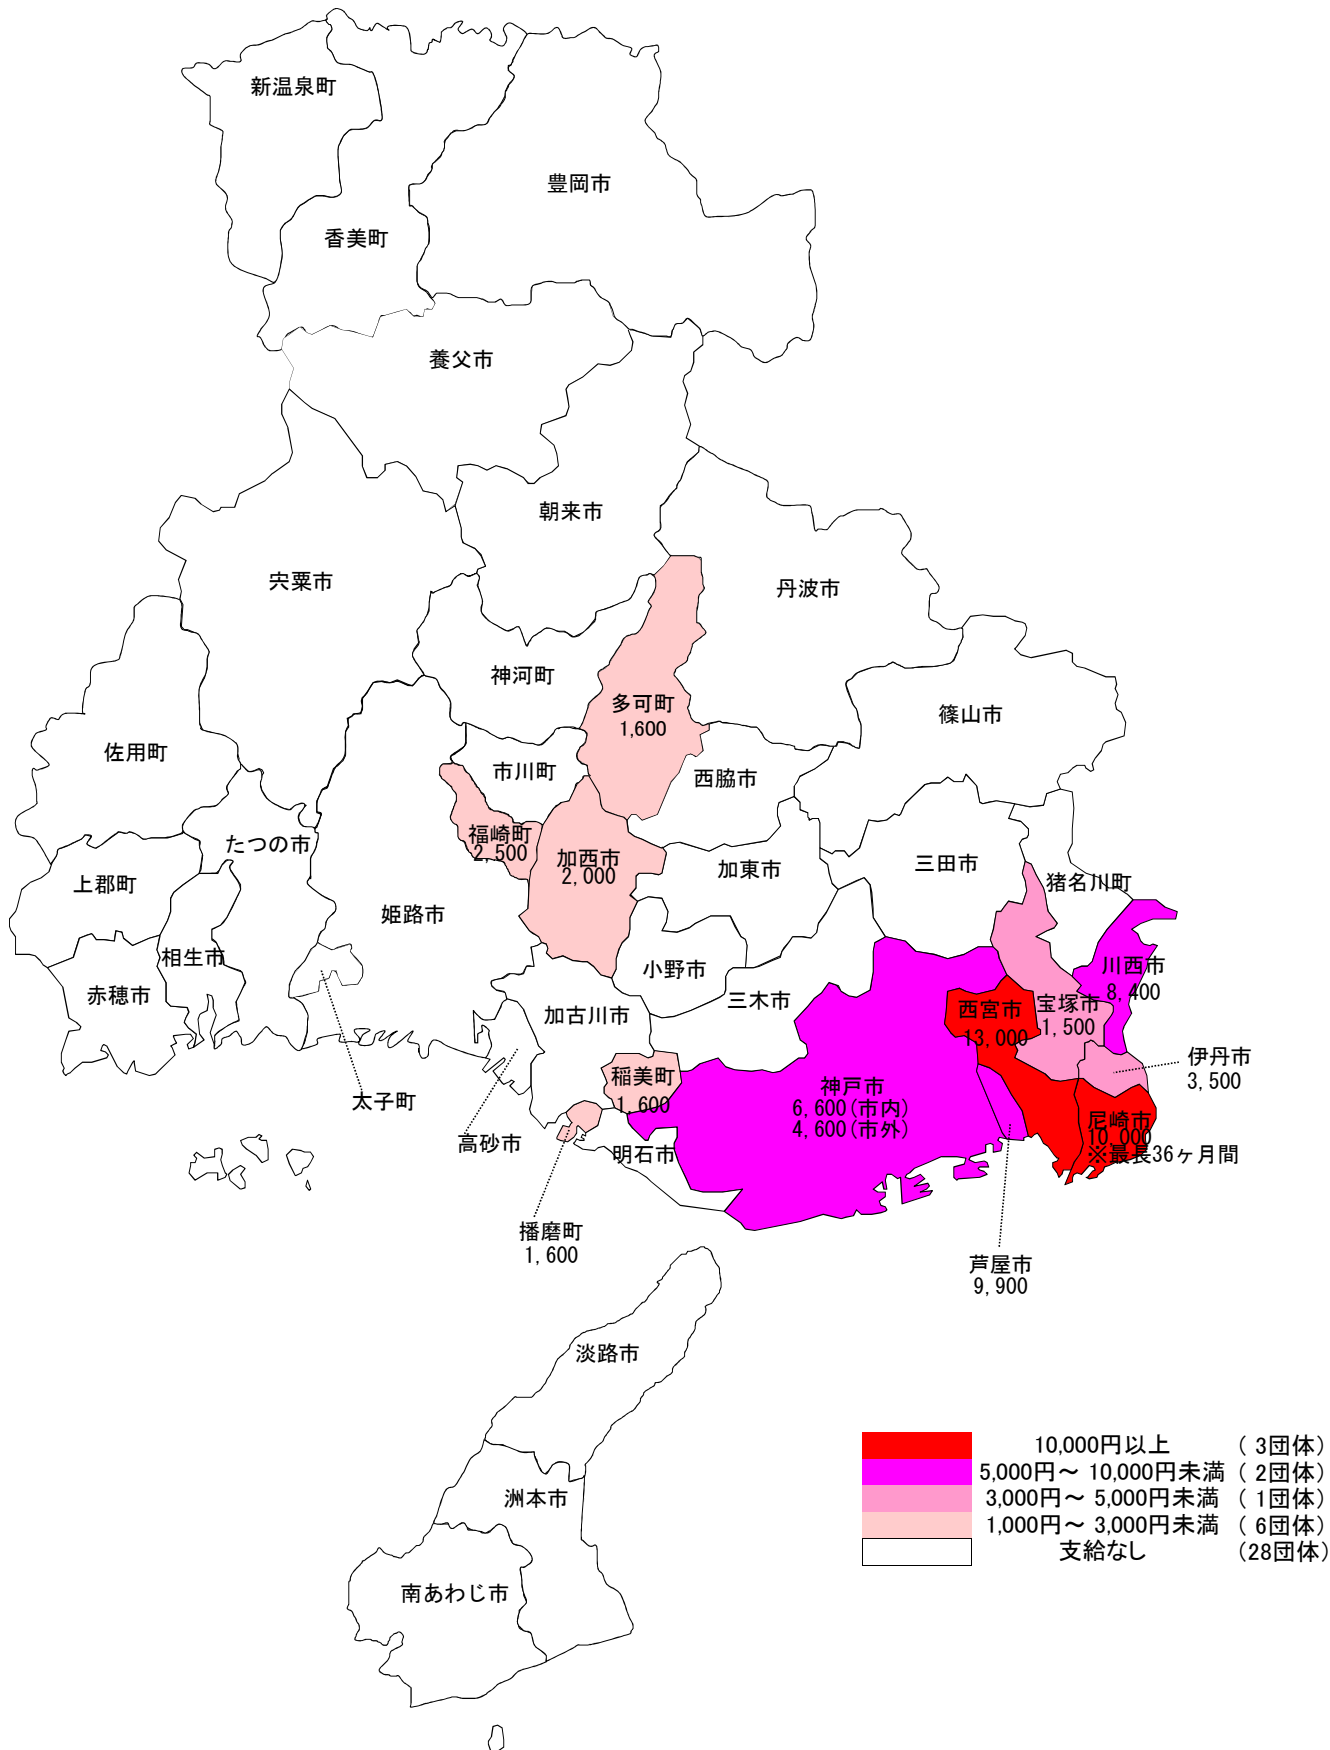 新温泉町
豊岡市
香美町
養父市
朝来市
宍粟市
丹波市
神河町
多可町
1,600
篠山市
佐用町
市川町
西脇市
福崎町
2,500
たつの市
加西市
2,000
加東市
三田市
猪名川町
上郡町
姫路市
相生市
小野市
川西市
8,400
赤穂市
三木市
宝塚市
1,500
西宮市
13,000
加古川市
伊丹市
3,500
稲美町
1,600
神戸市
6,600(市内)
4,600(市外)
太子町
尼崎市
10,000
※最長36ヶ月間
高砂市
明石市
播磨町
1,600
芦屋市
9,900
淡路市
洲本市
南あわじ市
10,000円以上 ( 3団体)
5,000円～ 10,000円未満 ( 2団体)
3,000円～ 5,000円未満 ( 1団体)
1,000円～ 3,000円未満 ( 6団体)
支給なし (28団体)